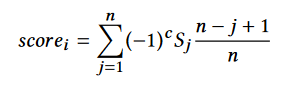 $score_i = \sum_{j=1}^{n} (-1)^c S_j \frac{n - j + 1}{n}$